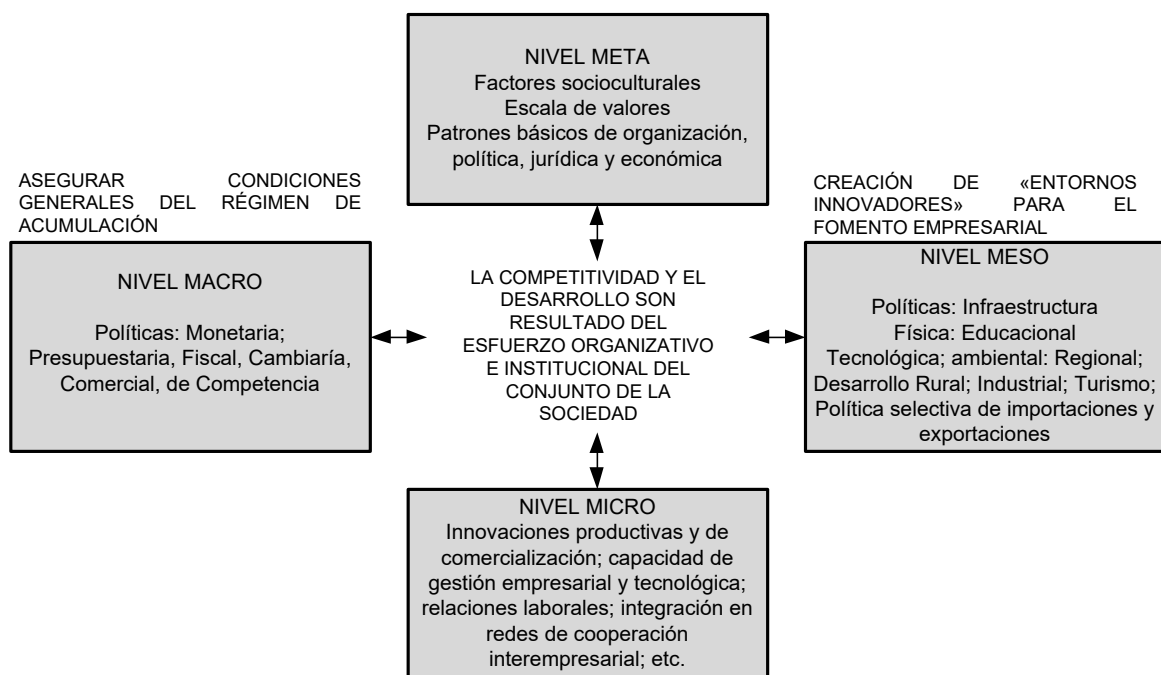 NIVEL META
Factores socioculturales
Escala de valores
Patrones básicos de organización,
política, jurídica y económica
ASEGURAR CONDICIONES
GENERALES DEL RÉGIMEN DE
ACUMULACIÓN
NIVEL MACRO
Políticas: Monetaria;
Presupuestaria, Fiscal, Cambiaría,
Comercial, de Competencia
LA COMPETITIVIDAD Y EL
DESARROLLO SON
RESULTADO DEL
ESFUERZO ORGANIZATIVO
E INSTITUCIONAL DEL
CONJUNTO DE LA
SOCIEDAD
CREACIÓN DE «ENTORNOS
INNOVADORES» PARA EL
FOMENTO EMPRESARIAL
NIVEL MESO
Políticas: Infraestructura
Física: Educacional
Tecnológica; ambiental: Regional;
Desarrollo Rural; Industrial; Turismo;
Política selectiva de importaciones y
exportaciones
NIVEL MICRO
Innovaciones productivas y de
comercialización; capacidad de
gestión empresarial y tecnológica;
relaciones laborales; integración en
redes de cooperación
interempresarial; etc.